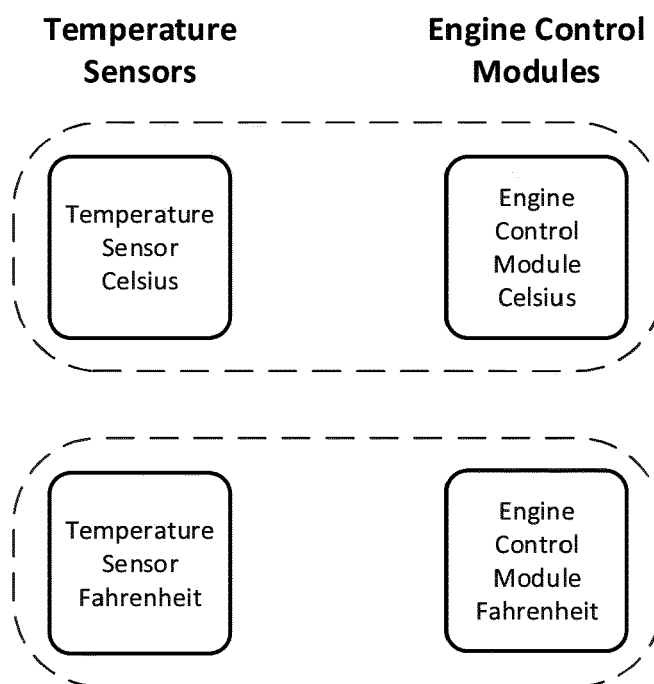 Temperature
Sensors
Engine Control
Modules
Temperature
Sensor
Celsius
Engine
Control
Module
Celsius
Temperature
Sensor
Fahrenheit
Engine
Control
Module
Fahrenheit